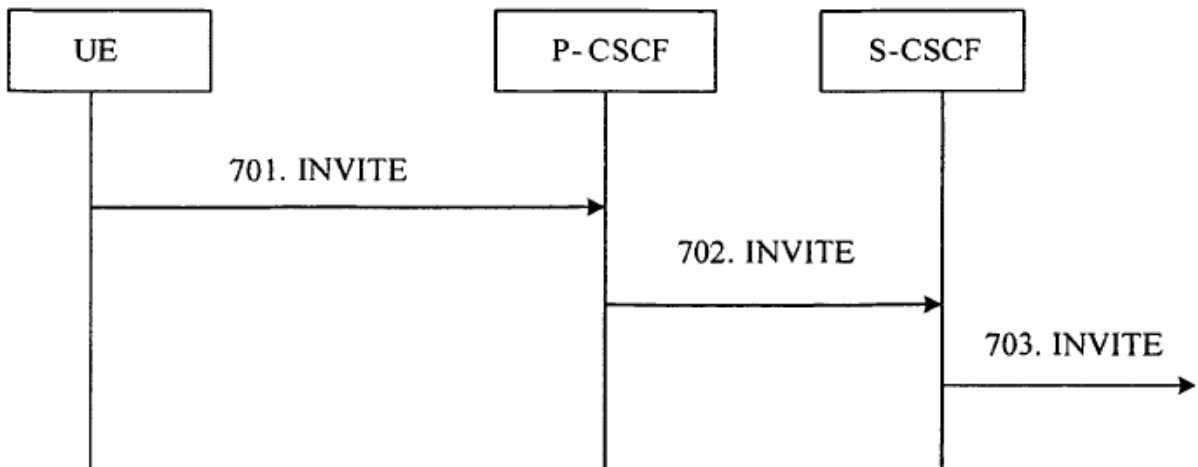 UE
P-CSCF
S-CSCF
701. INVITE
702. INVITE
703. INVITE